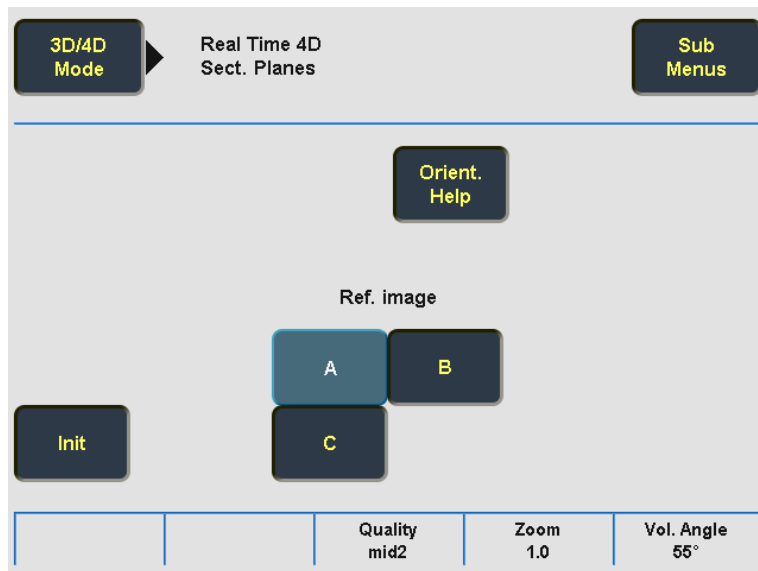 3D/4D
Mode
Real Time 4D
Sect. Planes
Sub
Menus
Orient.
Help
Ref. image
A
B
Init
C
Quality
mid2
Zoom
1.0
Vol. Angle
55°